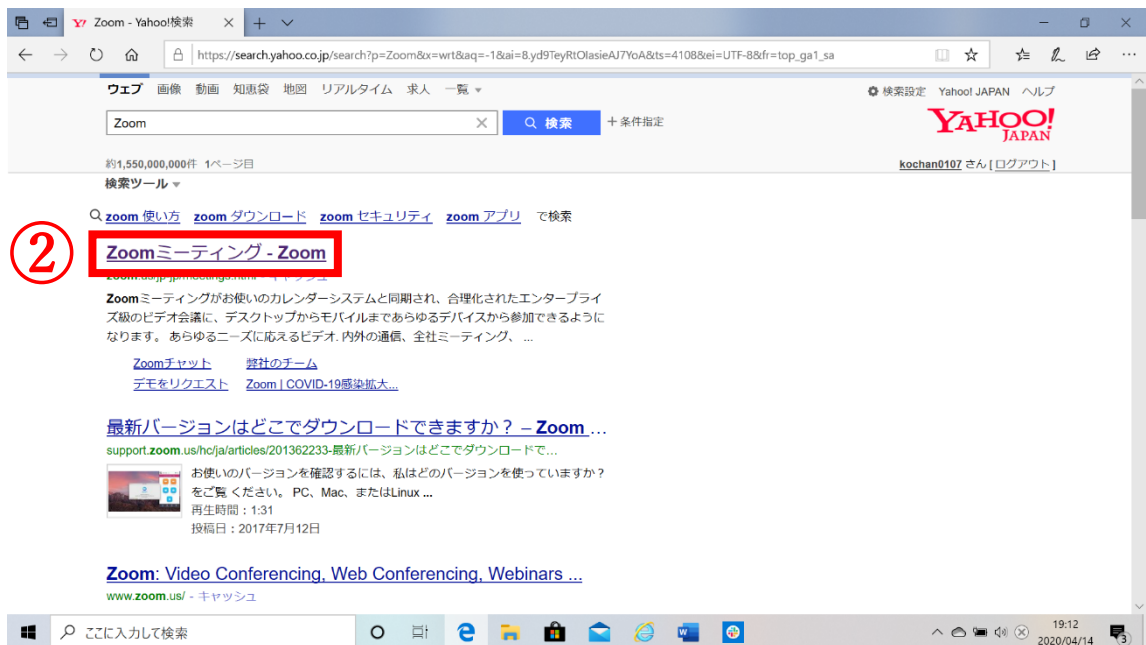 Zoom - Yahoo!検索
https://search.yahoo.co.jp/search?p=Zoom&x=wrt&aq=-1&ai=8.yd9TeyRtOIasieAJ7YoA&ts=4108&ei=UTF-8&fr=top_ga1_sa
ウェブ 画像 動画 知恵袋 地図 リアルタイム 求人 一覧
検索設定 Yahoo! JAPAN ヘルプ
Zoom 検索 +条件指定
YAHOO! JAPAN
約1,550,000,000件 1ページ目
kochan0107 さん [ログアウト]
検索ツール
zoom 使い方 zoom ダウンロード zoom セキュリティ zoom アプリ で検索
②
Zoomミーティング - Zoom
zoom.us/jp-jp/meetings.html - キャッシュ
Zoomミーティングがお使いのカレンダーシステムと同期され、合理化されたエンタープライ
ズ級のビデオ会議に、デスクトップからモバイルまであらゆるデバイスから参加できるように
なります。 あらゆるニーズに応えるビデオ. 内外の通信、全社ミーティング、 ...
Zoomチャット 弊社のチーム
デモをリクエスト Zoom | COVID-19感染拡大...
最新バージョンはどこでダウンロードできますか？ – Zoom ...
support.zoom.us/hc/ja/articles/201362233-最新バージョンはどこでダウンロードで...
お使いのバージョンを確認するには、私はどのバージョンを使っていますか？
をご覧 ください。 PC、Mac、またはLinux ...
再生時間：1:31
投稿日：2017年7月12日
Zoom: Video Conferencing, Web Conferencing, Webinars ...
www.zoom.us/ - キャッシュ
ここに入力して検索
19:12
2020/04/14
3